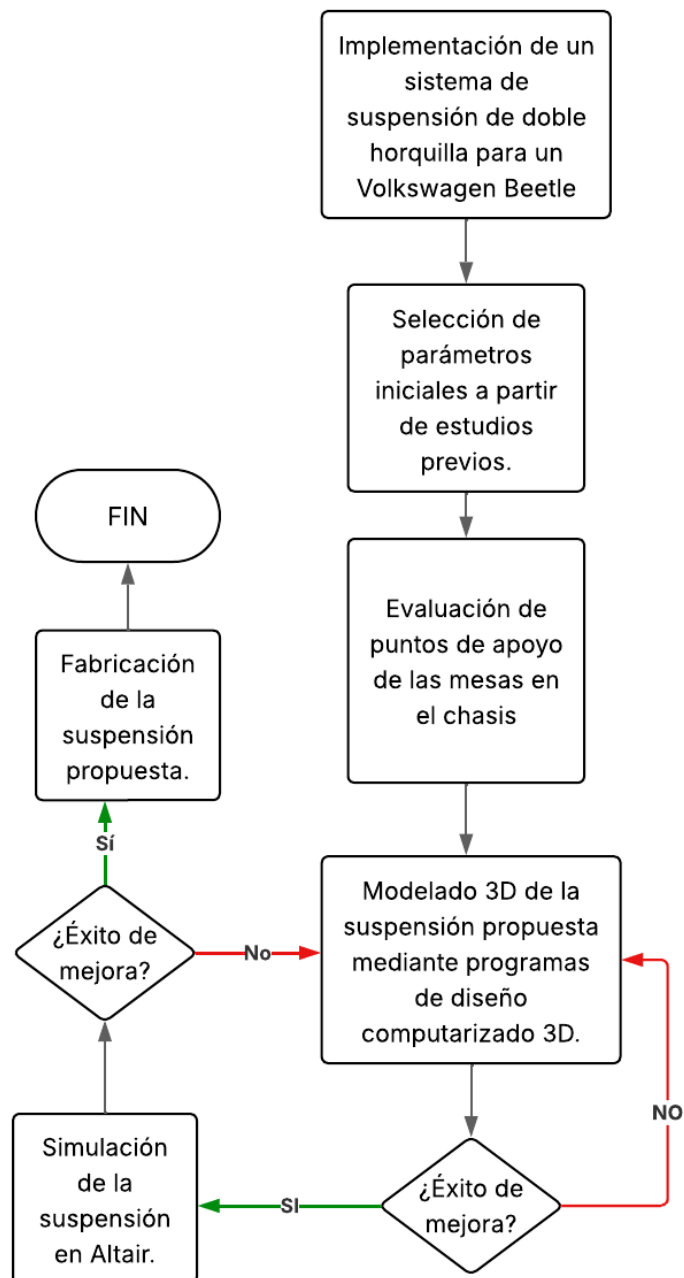 Implementación de un
sistema de
suspensión de doble
horquilla para un
Volkswagen Beetle
Selección de
parámetros
iniciales a partir
de estudios
previos.
Evaluación de
puntos de apoyo
de las mesas en
el chasis
Modelado 3D de la
suspensión propuesta
mediante programas
de diseño
computarizado 3D.
¿Éxito de
mejora?
NO
SI
Simulación
de la
suspensión
en Altair.
¿Éxito de
mejora?
No
Sí
Fabricación
de la
suspensión
propuesta.
FIN